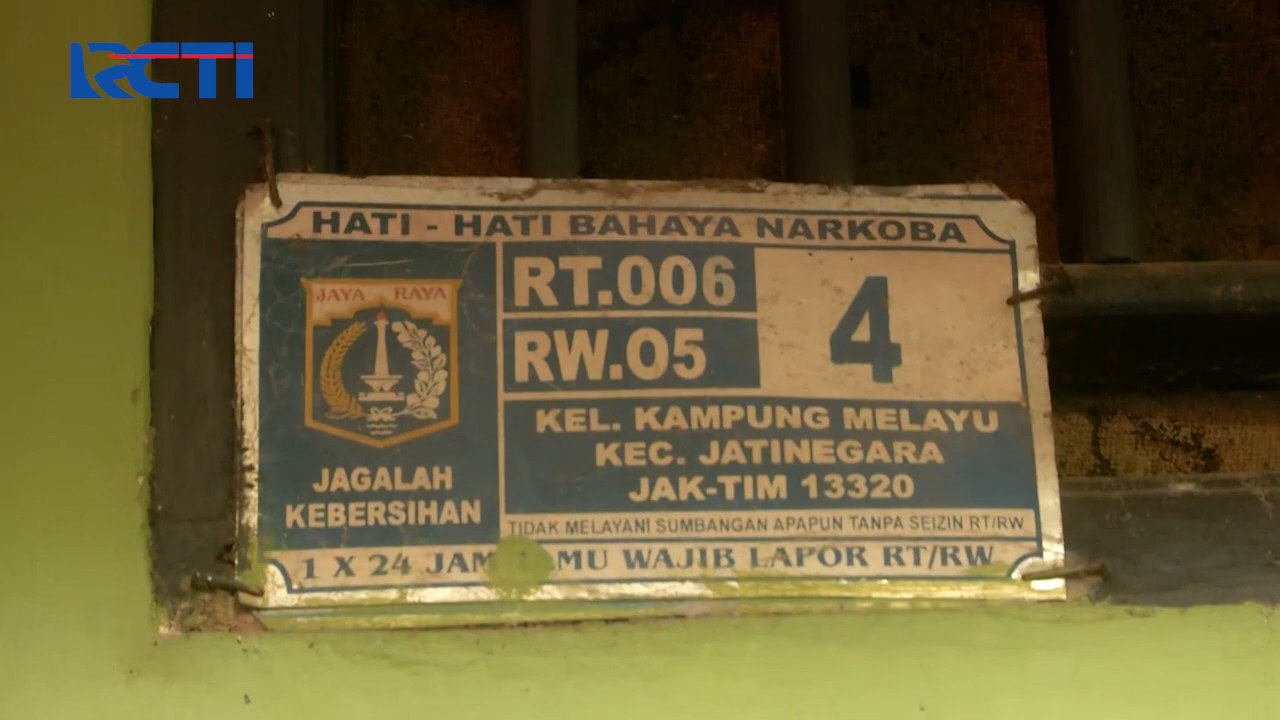 RCTI
HATI - HATI BAHAYA NARKOBA
JAYA RAYA
JAGALAH
KEBERSIHAN
RT.006
RW.05
4
KEL. KAMPUNG MELAYU
KEC. JATINEGARA
JAK-TIM 13320
TIDAK MELAYANI SUMBANGAN APAPUN TANPA SEIZIN RT/RW
1 X 24 JAM WAJIB LAPOR RT/RW